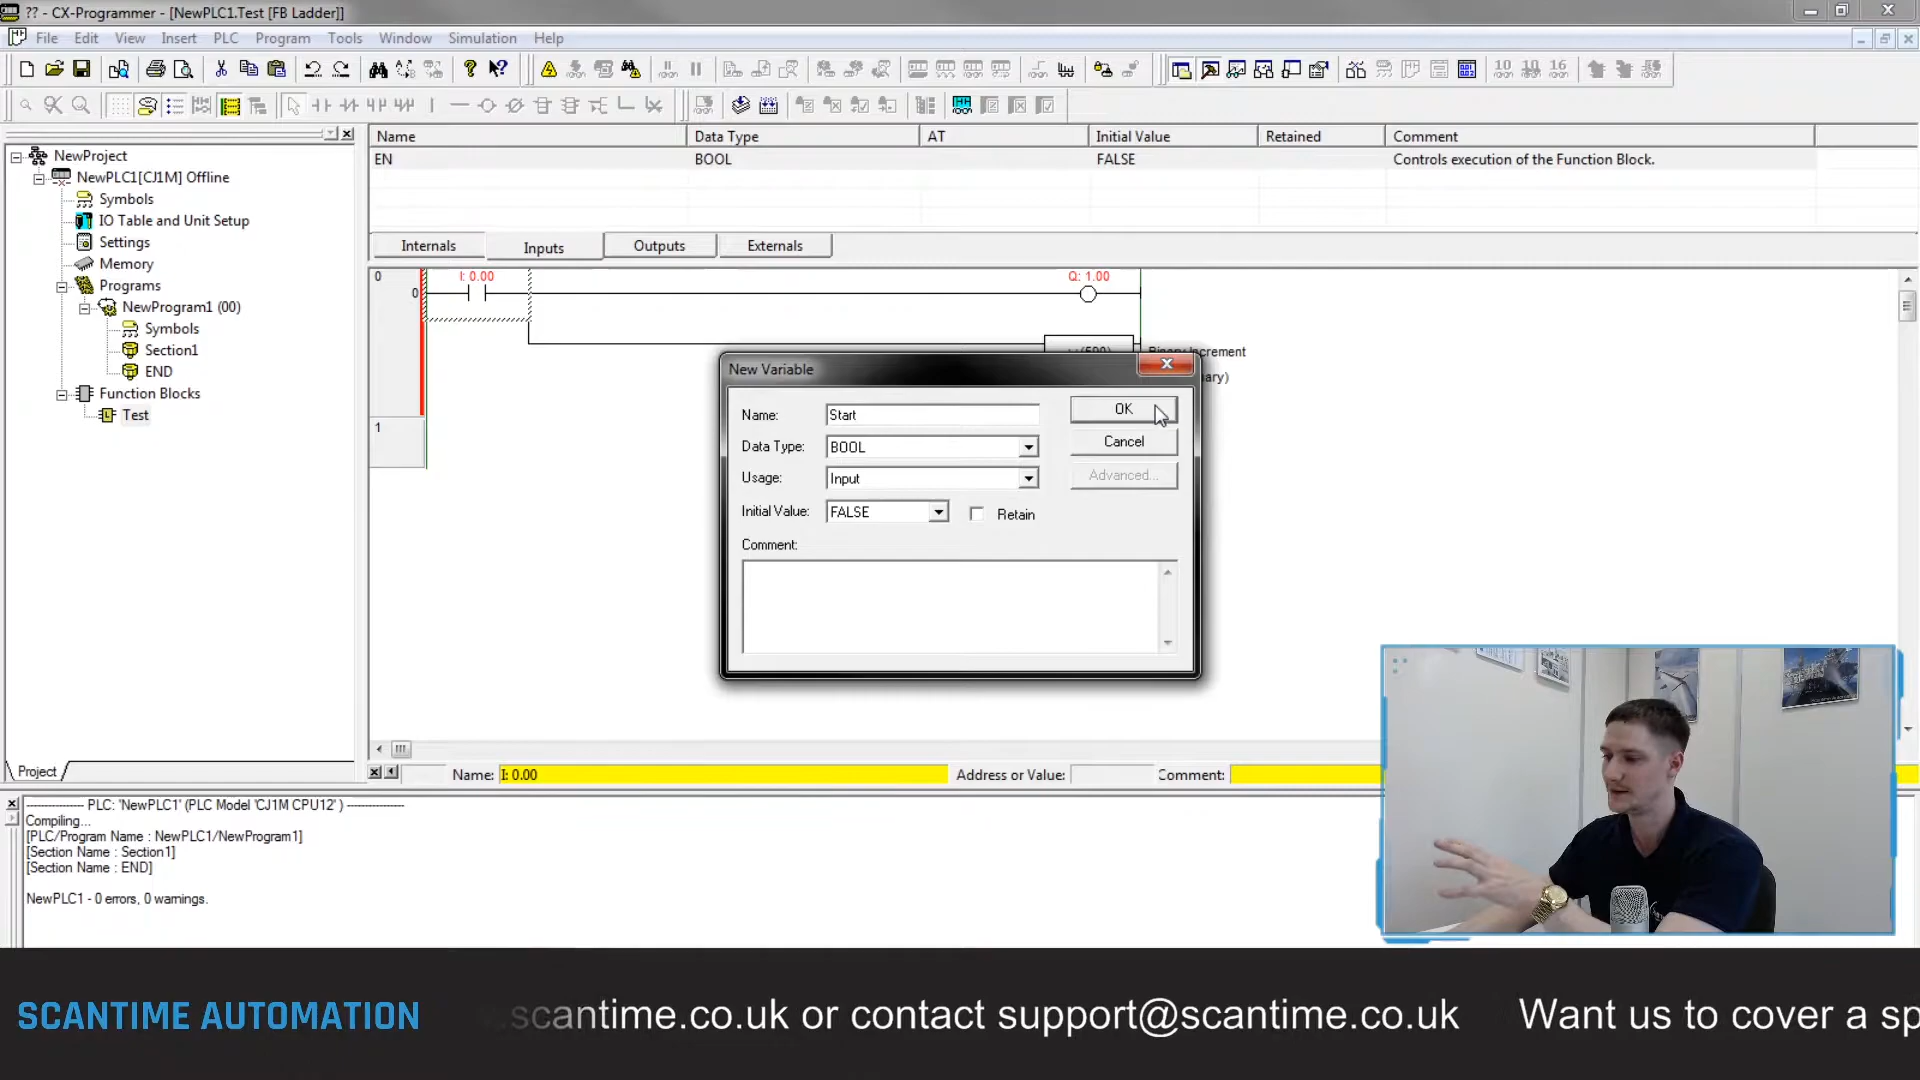 ?? - CX-Programmer - [NewPLC1.Test [FB Ladder]]
File Edit View Insert PLC Program Tools Window Simulation Help
10 10 16
NewProject
NewPLC1[CJ1M] Offline
Symbols
IO Table and Unit Setup
Settings
Memory
Programs
NewProgram1 (00)
Symbols
Section1
END
Function Blocks
Test
Project
Name Data Type AT Initial Value Retained Comment
EN BOOL FALSE Controls execution of the Function Block.
Internals Inputs Outputs Externals
0
0
I: 0.00 Q: 1.00
1
New Variable
Name: Start
Data Type: BOOL
Usage: Input
Initial Value: FALSE Retain
Comment:
OK
Cancel
Advanced...
Name: I: 0.00 Address or Value: Comment:
--------------- PLC: 'NewPLC1' (PLC Model 'CJ1M CPU12' ) ---------------
Compiling...
[PLC/Program Name : NewPLC1/NewProgram1]
[Section Name : Section1]
[Section Name : END]
NewPLC1 - 0 errors, 0 warnings.
SCANTIME AUTOMATION
.scantime.co.uk or contact support@scantime.co.uk Want us to cover a sp